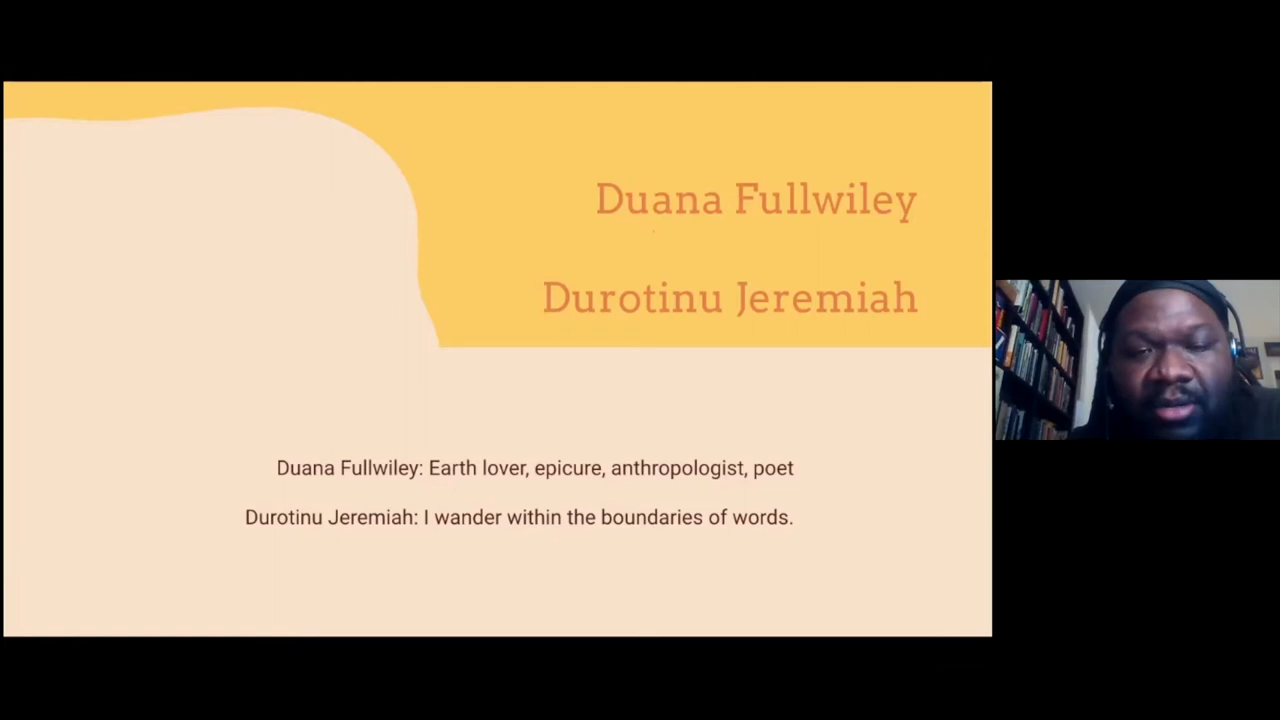 Duana Fullwiley
Durotinu Jeremiah
Duana Fullwiley: Earth lover, epicure, anthropologist, poet
Durotinu Jeremiah: I wander within the boundaries of words.